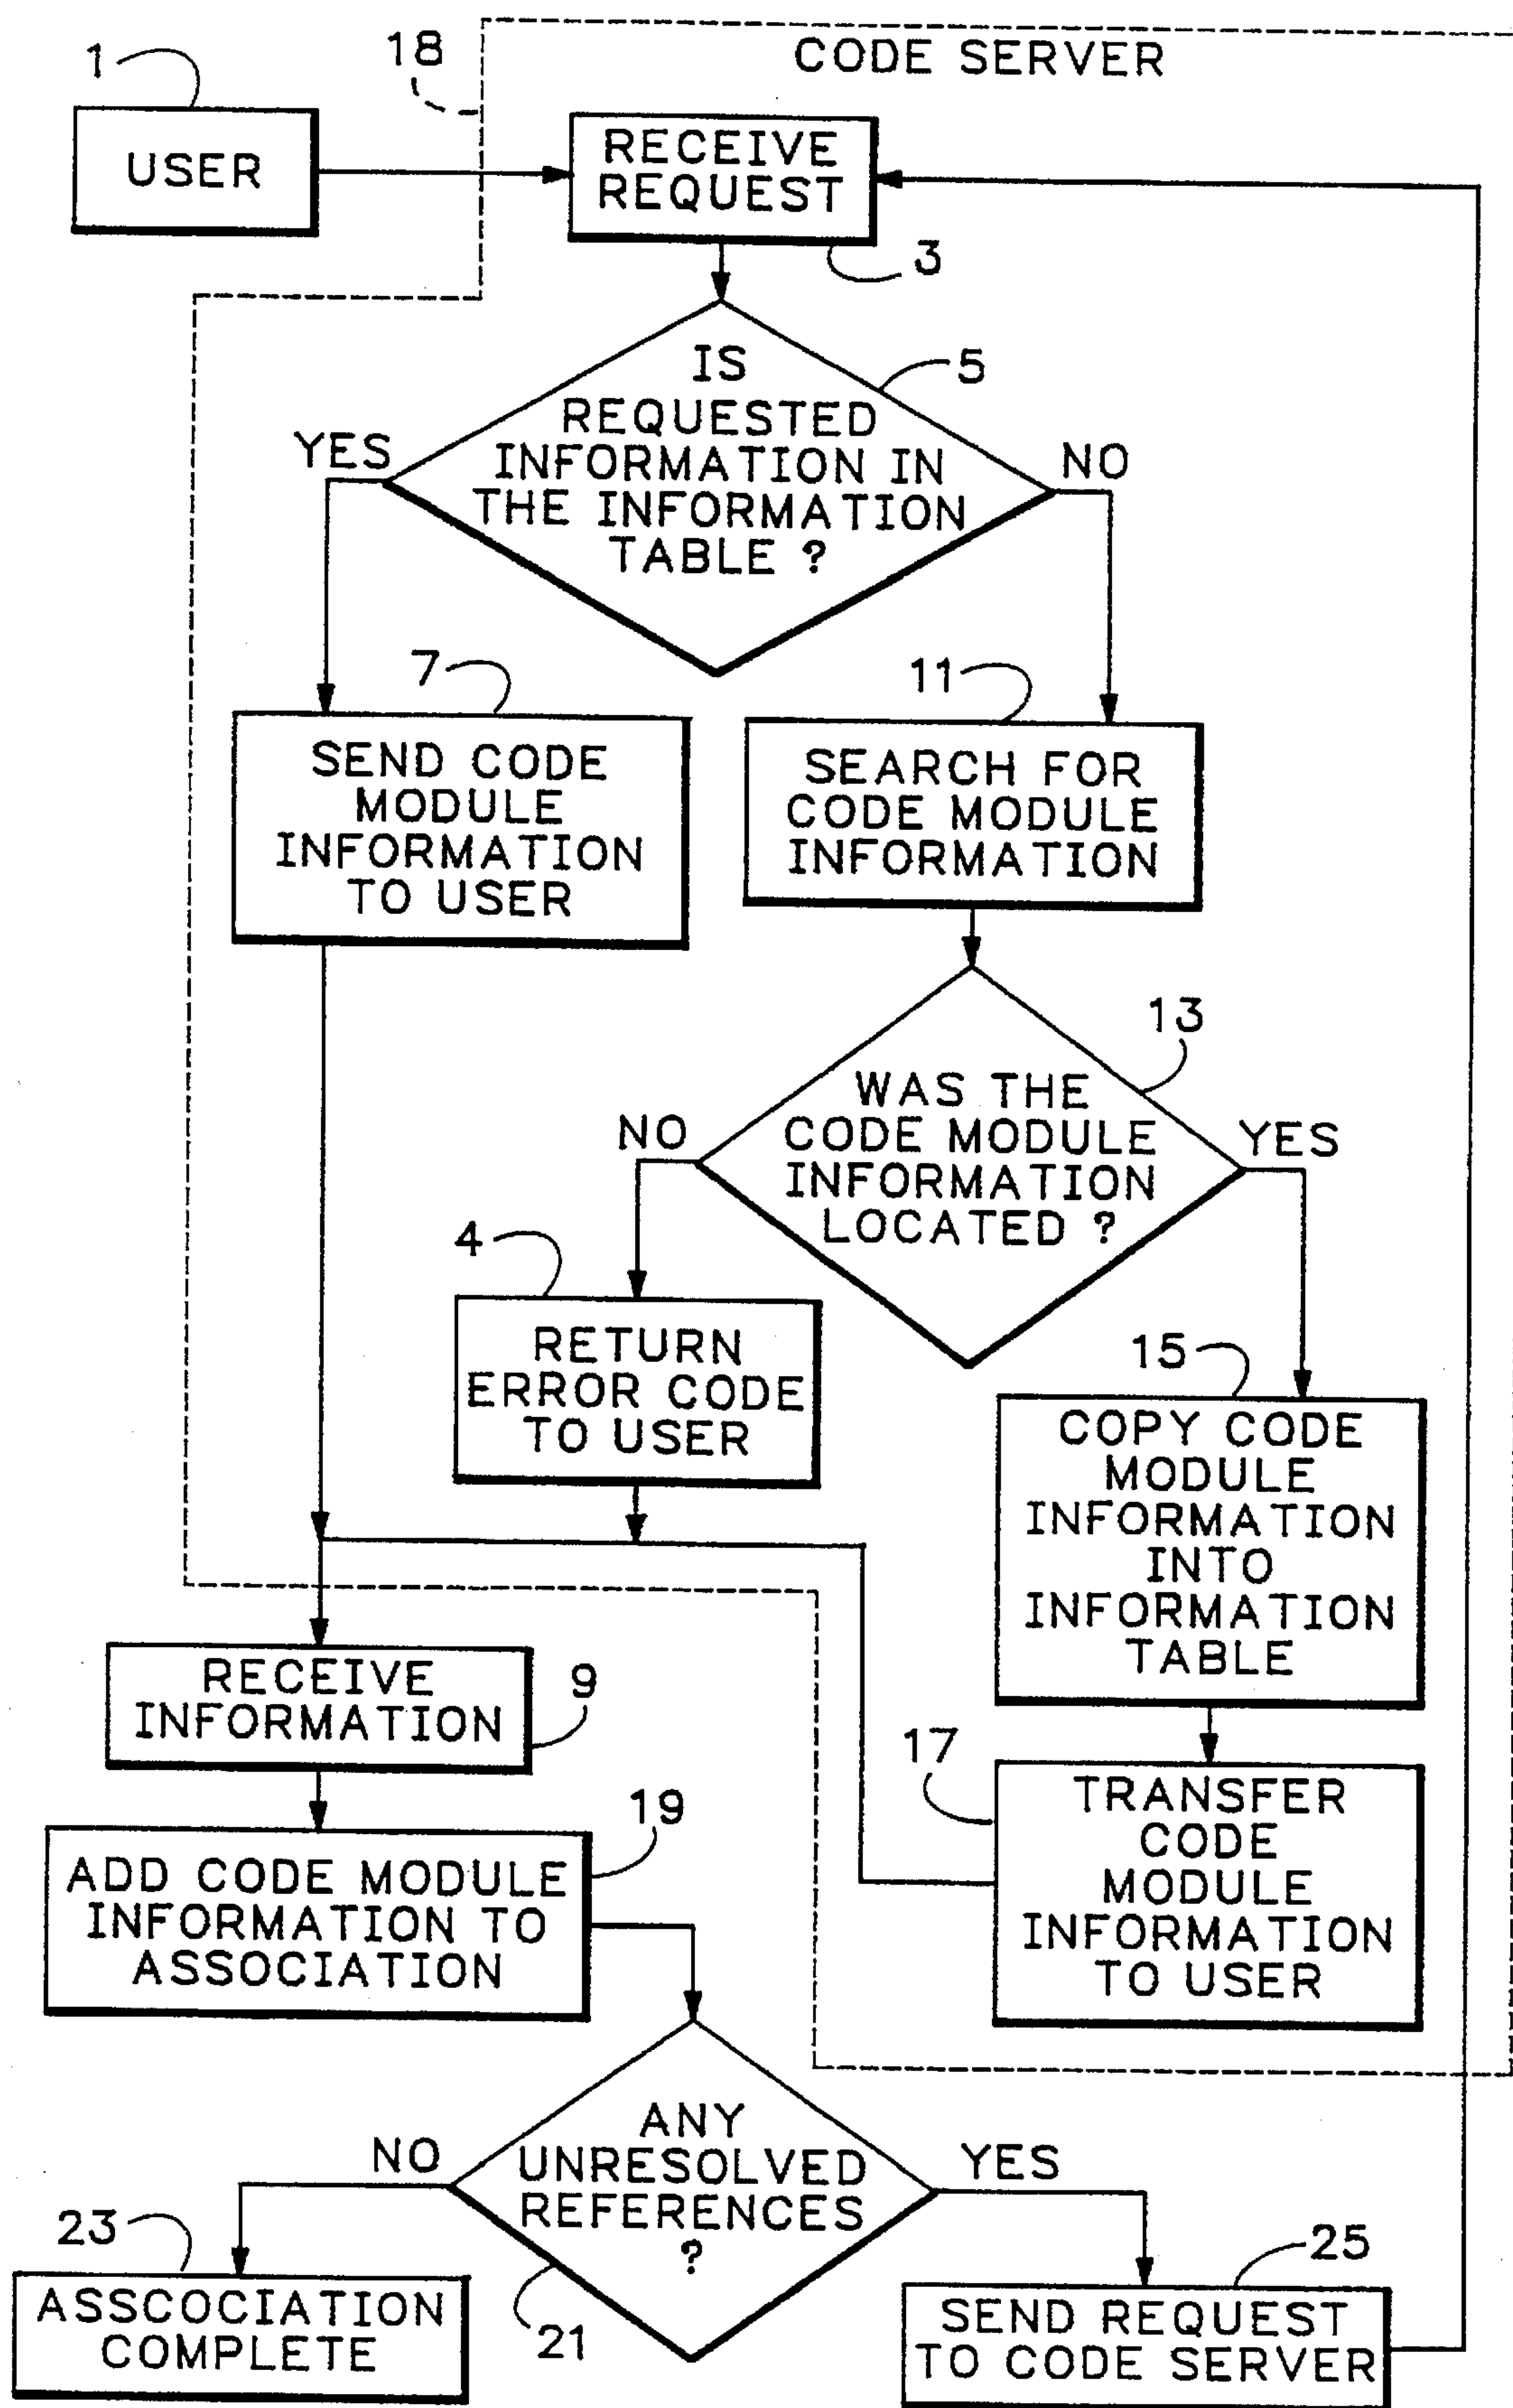 CODE SERVER
18
1
USER
RECEIVE
REQUEST
3
IS
REQUESTED
INFORMATION IN
THE INFORMATION
TABLE ?
5
YES
NO
7
SEND CODE
MODULE
INFORMATION
TO USER
11
SEARCH FOR
CODE MODULE
INFORMATION
13
WAS THE
CODE MODULE
INFORMATION
LOCATED ?
NO
YES
4
RETURN
ERROR CODE
TO USER
15
COPY CODE
MODULE
INFORMATION
INTO
INFORMATION
TABLE
17
TRANSFER
CODE
MODULE
INFORMATION
TO USER
RECEIVE
INFORMATION
9
19
ADD CODE MODULE
INFORMATION TO
ASSOCIATION
ANY
UNRESOLVED
REFERENCES
?
21
NO
YES
23
ASSCOCIATION
COMPLETE
25
SEND REQUEST
TO CODE SERVER